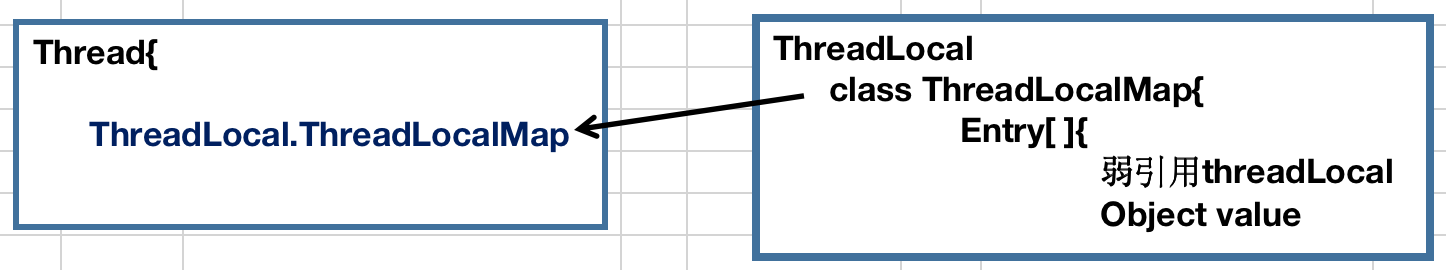 Thread{
ThreadLocal.ThreadLocalMap
ThreadLocal
class ThreadLocalMap{
Entry[ ]{
弱引用threadLocal
Object value